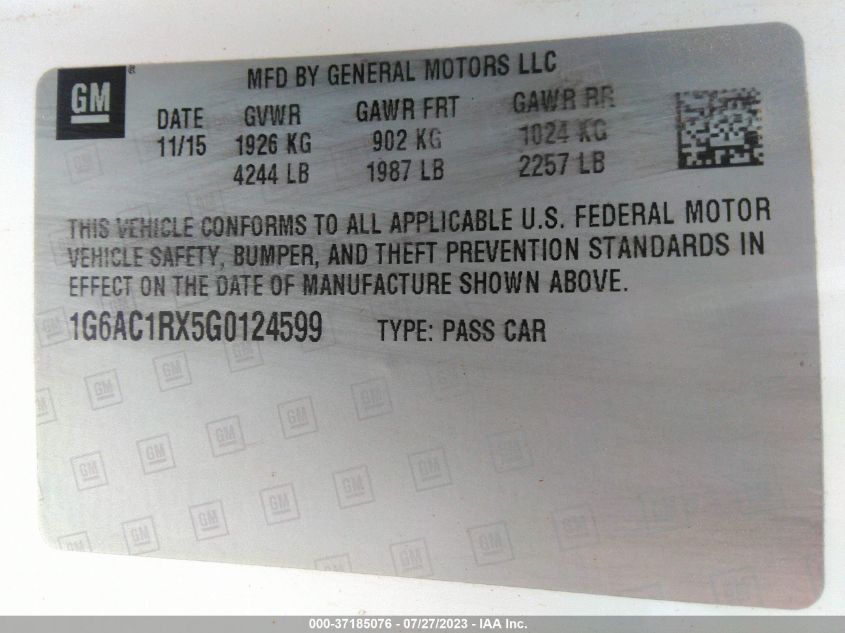 GM ® MFD BY GENERAL MOTORS LLC
DATE GVWR GAWR FRT GAWR RR
11/15 1926 KG 902 KG 1024 KG
4244 LB 1987 LB 2257 LB
THIS VEHICLE CONFORMS TO ALL APPLICABLE U.S. FEDERAL MOTOR
VEHICLE SAFETY, BUMPER, AND THEFT PREVENTION STANDARDS IN
EFFECT ON THE DATE OF MANUFACTURE SHOWN ABOVE.
1G6AC1RX5G0124599 TYPE: PASS CAR
000-37185076 - 07/27/2023 - IAA Inc.